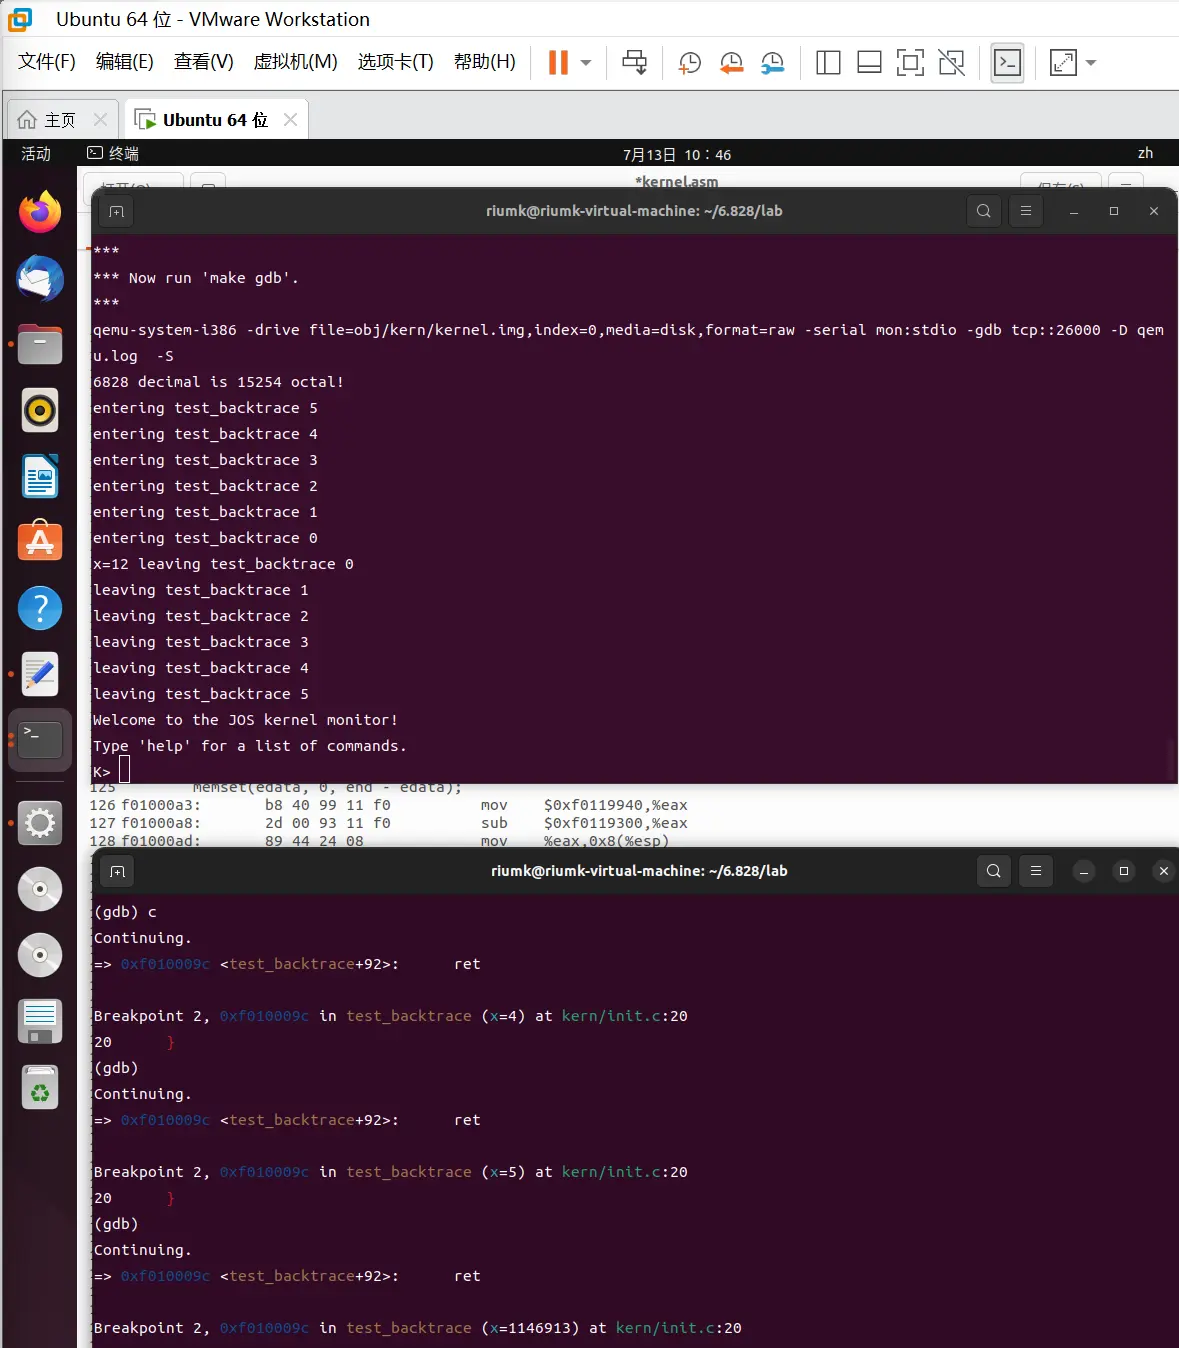 Ubuntu 64 位 - VMware Workstation
文件(F) 编辑(E) 查看(V) 虚拟机(M) 选项卡(T) 帮助(H)
主页 Ubuntu 64 位
活动 终端 7月13日 10：46 zh
打开(O) *kernel.asm 保存(S)
riumk@riumk-virtual-machine: ~/6.828/lab
***
*** Now run 'make gdb'.
***
qemu-system-i386 -drive file=obj/kern/kernel.img,index=0,media=disk,format=raw -serial mon:stdio -gdb tcp::26000 -D qem
u.log  -S
6828 decimal is 15254 octal!
entering test_backtrace 5
entering test_backtrace 4
entering test_backtrace 3
entering test_backtrace 2
entering test_backtrace 1
entering test_backtrace 0
x=12 leaving test_backtrace 0
leaving test_backtrace 1
leaving test_backtrace 2
leaving test_backtrace 3
leaving test_backtrace 4
leaving test_backtrace 5
Welcome to the JOS kernel monitor!
Type 'help' for a list of commands.
K>
125 memset(edata, 0, end - edata);
126 f01000a3: b8 40 99 11 f0 mov $0xf0119940,%eax
127 f01000a8: 2d 00 93 11 f0 sub $0xf0119300,%eax
128 f01000ad: 89 44 24 08 mov %eax,0x8(%esp)
riumk@riumk-virtual-machine: ~/6.828/lab
(gdb) c
Continuing.
=> 0xf010009c <test_backtrace+92>: ret
Breakpoint 2, 0xf010009c in test_backtrace (x=4) at kern/init.c:20
20 }
(gdb)
Continuing.
=> 0xf010009c <test_backtrace+92>: ret
Breakpoint 2, 0xf010009c in test_backtrace (x=5) at kern/init.c:20
20 }
(gdb)
Continuing.
=> 0xf010009c <test_backtrace+92>: ret
Breakpoint 2, 0xf010009c in test_backtrace (x=1146913) at kern/init.c:20